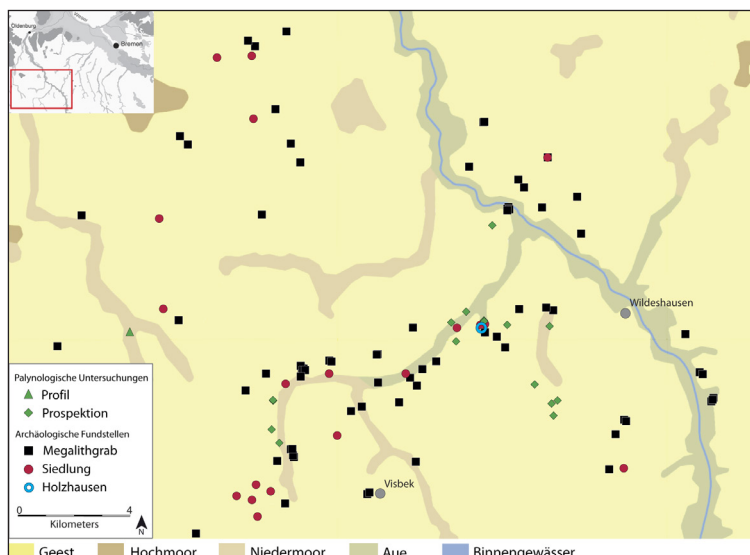 Oldenburg
Bremen
Wildeshausen
Visbek
Palynologische Untersuchungen
Profil
Prospektion
Archäologische Fundstellen
Megalithgrab
Siedlung
Holzhausen
0 4
Kilometers
N
Geest Hochmoor Niedermoor Aue Binnengewässer